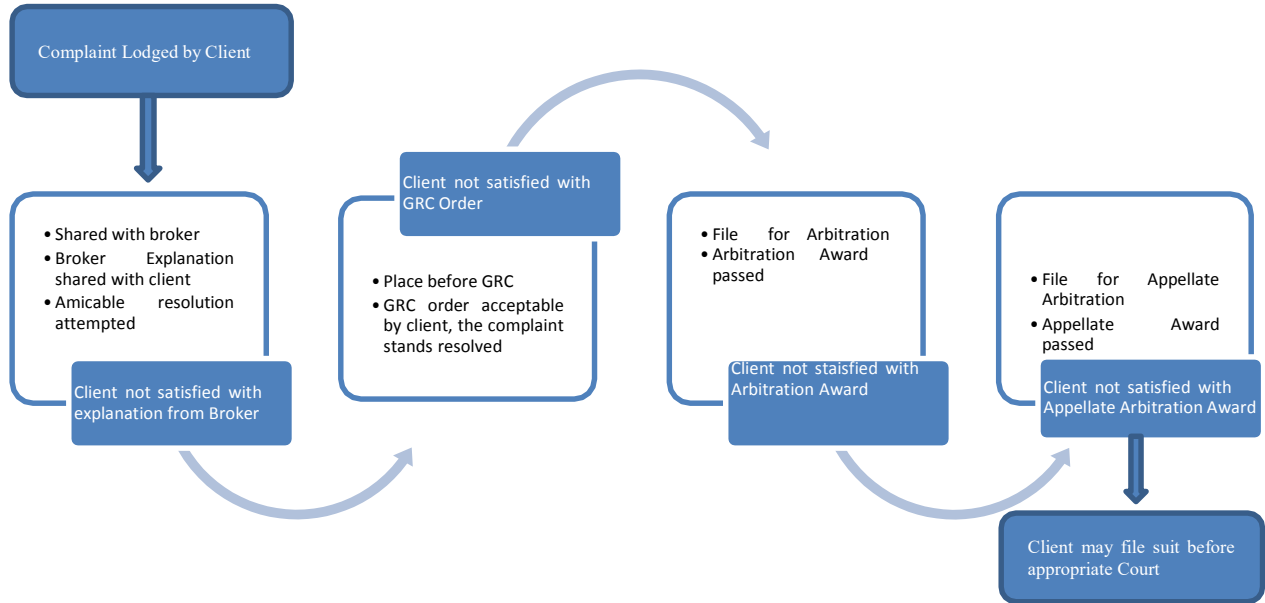 Complaint Lodged by Client
• Shared with broker
• Broker Explanation
shared with client
• Amicable resolution
attempted
Client not satisfied with
explanation from Broker
Client not satisfied with
GRC Order
• Place before GRC
• GRC order acceptable
by client, the complaint
stands resolved
• File for Arbitration
• Arbitration Award
passed
Client not staisfied with
Arbitration Award
• File for Appellate
Arbitration
• Appellate Award
passed
Client not satisfied with
Appellate Arbitration Award
Client may file suit before
appropriate Court